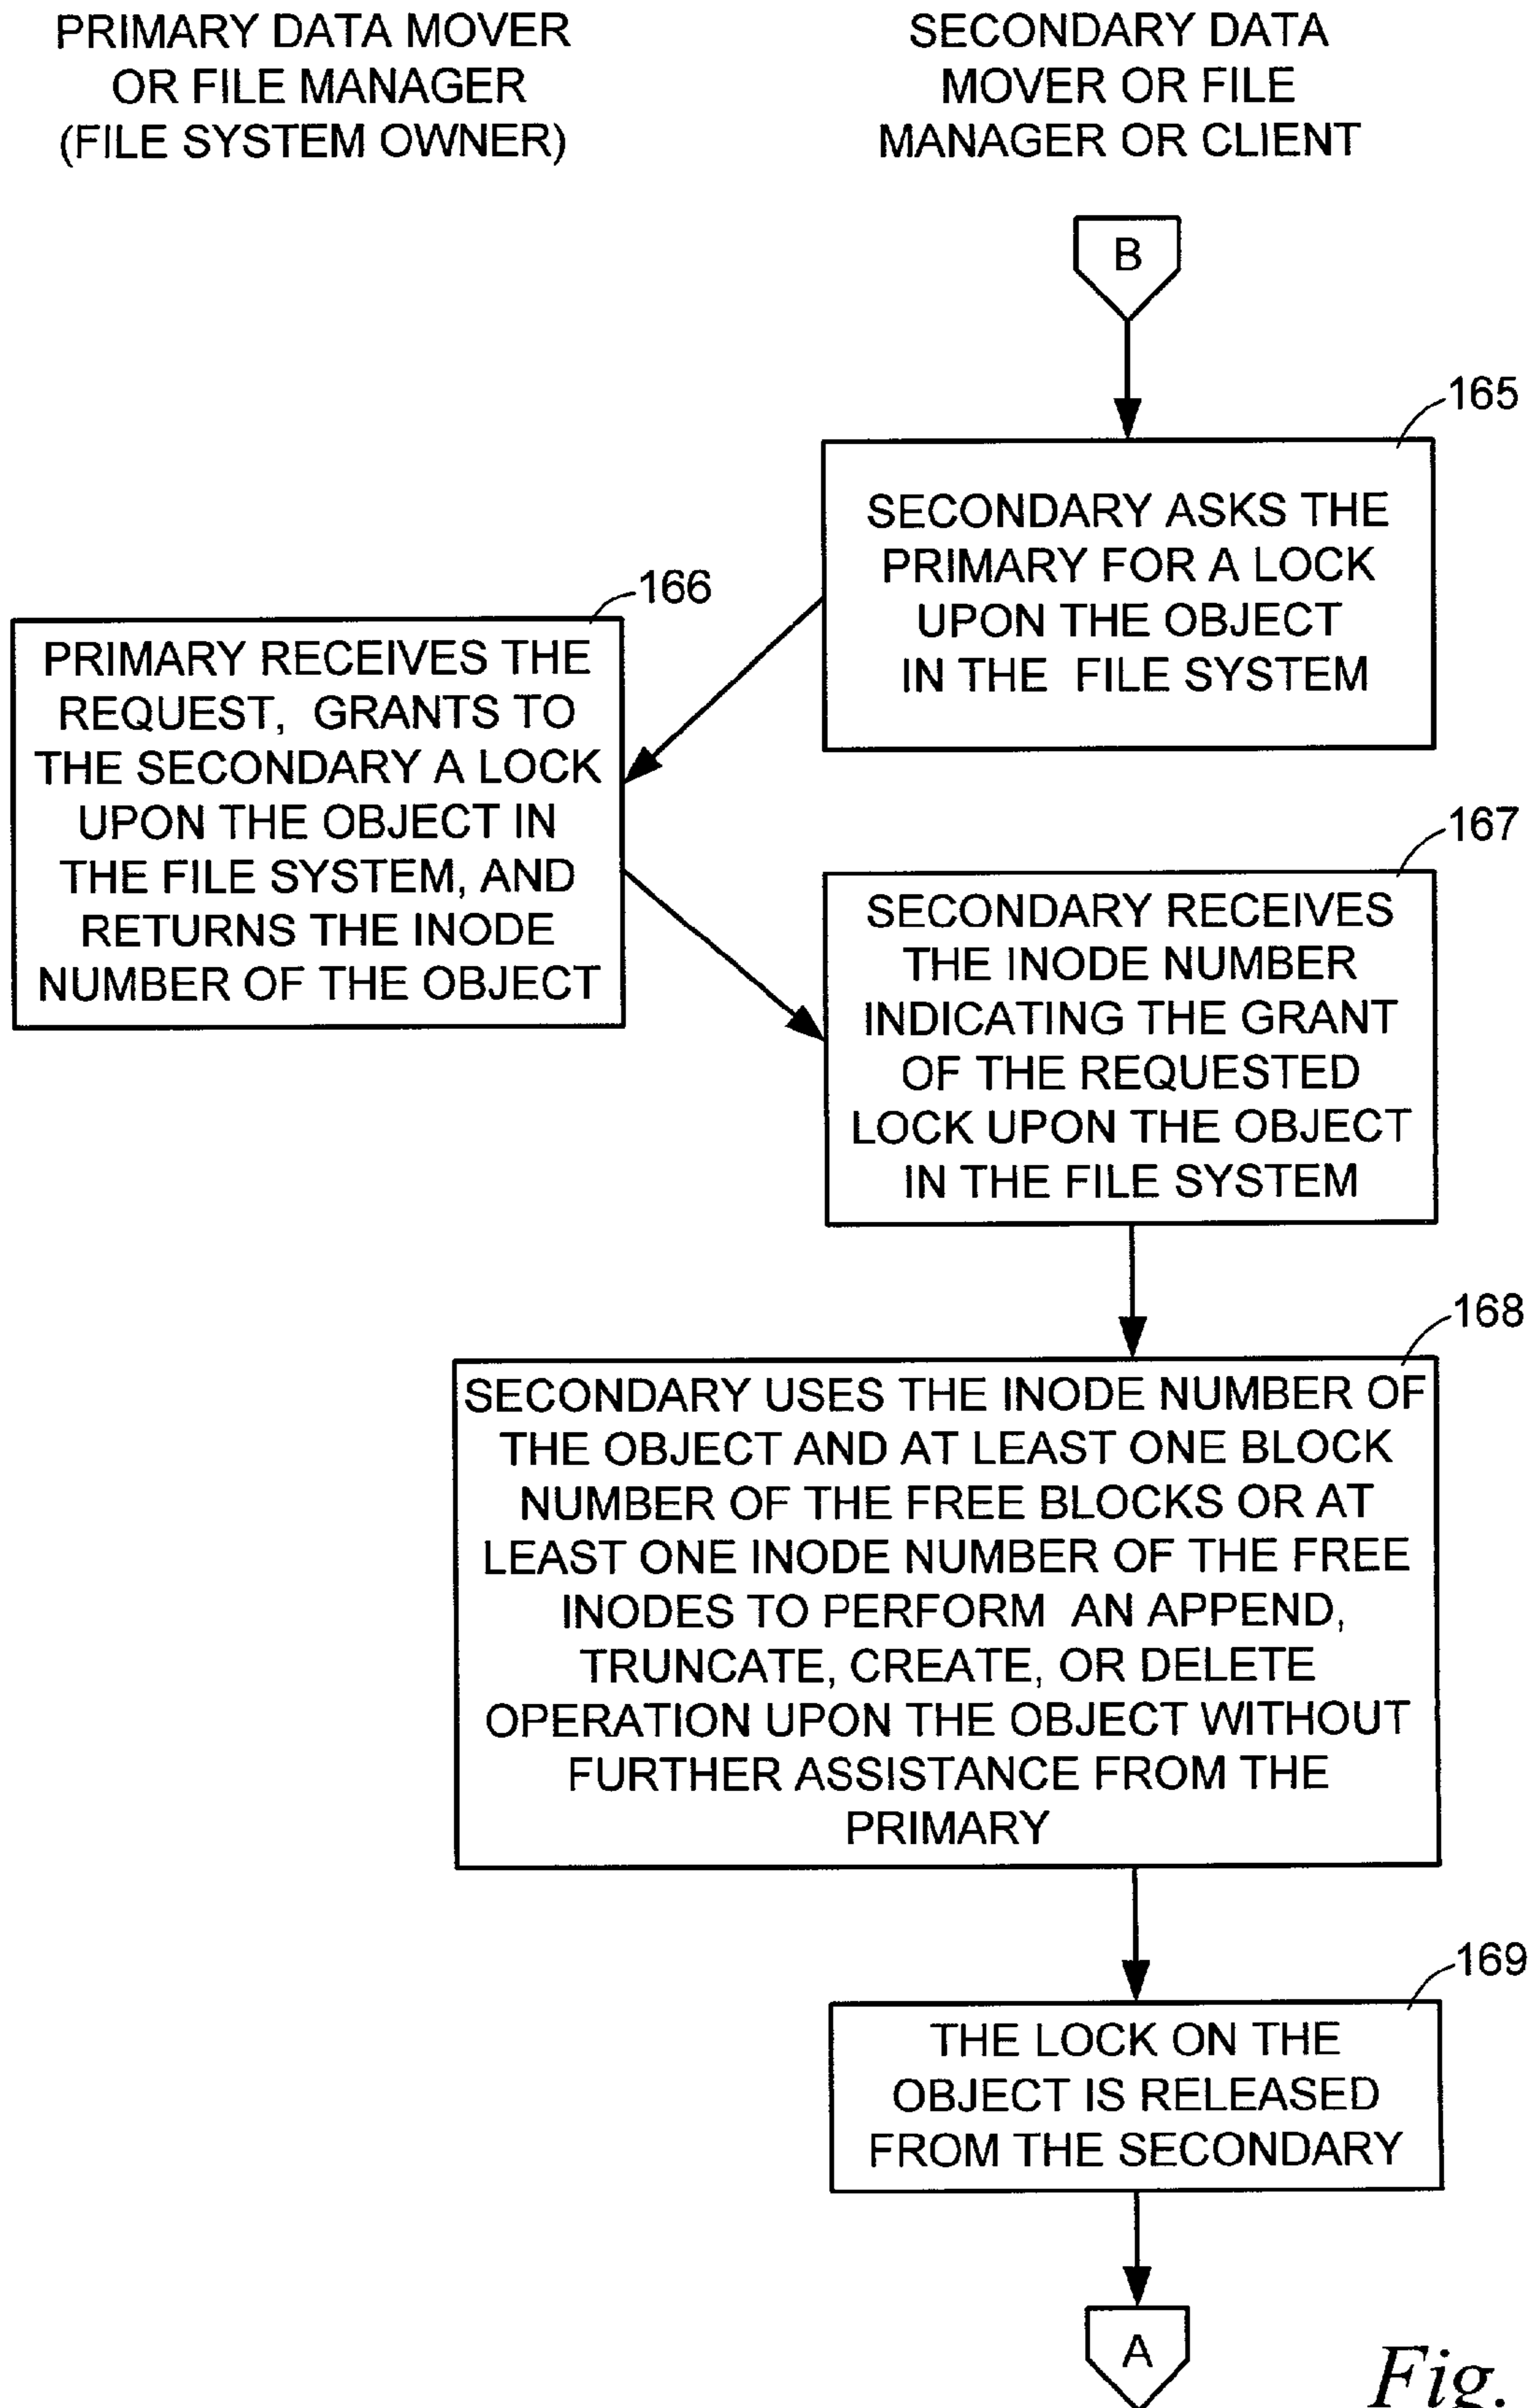 PRIMARY DATA MOVER
OR FILE MANAGER
(FILE SYSTEM OWNER)
SECONDARY DATA
MOVER OR FILE
MANAGER OR CLIENT
B
165
SECONDARY ASKS THE
PRIMARY FOR A LOCK
UPON THE OBJECT
IN THE FILE SYSTEM
166
PRIMARY RECEIVES THE
REQUEST, GRANTS TO
THE SECONDARY A LOCK
UPON THE OBJECT IN
THE FILE SYSTEM, AND
RETURNS THE INODE
NUMBER OF THE OBJECT
167
SECONDARY RECEIVES
THE INODE NUMBER
INDICATING THE GRANT
OF THE REQUESTED
LOCK UPON THE OBJECT
IN THE FILE SYSTEM
168
SECONDARY USES THE INODE NUMBER OF
THE OBJECT AND AT LEAST ONE BLOCK
NUMBER OF THE FREE BLOCKS OR AT
LEAST ONE INODE NUMBER OF THE FREE
INODES TO PERFORM AN APPEND,
TRUNCATE, CREATE, OR DELETE
OPERATION UPON THE OBJECT WITHOUT
FURTHER ASSISTANCE FROM THE
PRIMARY
169
THE LOCK ON THE
OBJECT IS RELEASED
FROM THE SECONDARY
A
Fig.